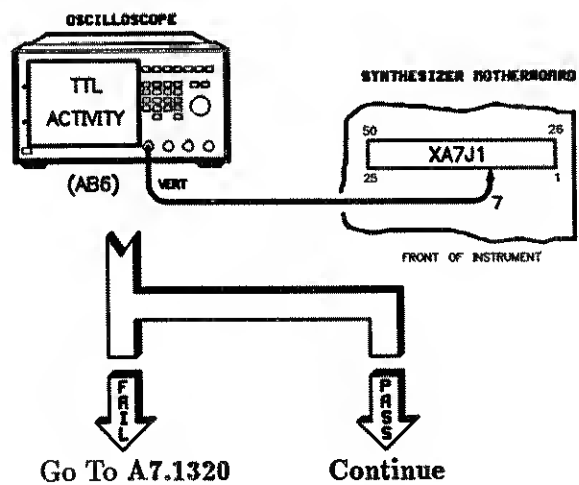 OSCILLOSCOPE
TTL
ACTIVITY
(AB6)
VERT
SYNTHESIZER MOTHERBOARD
50
26
XA7J1
25
1
7
FRONT OF INSTRUMENT
FAIL
PASS
Go To A7.1320
Continue